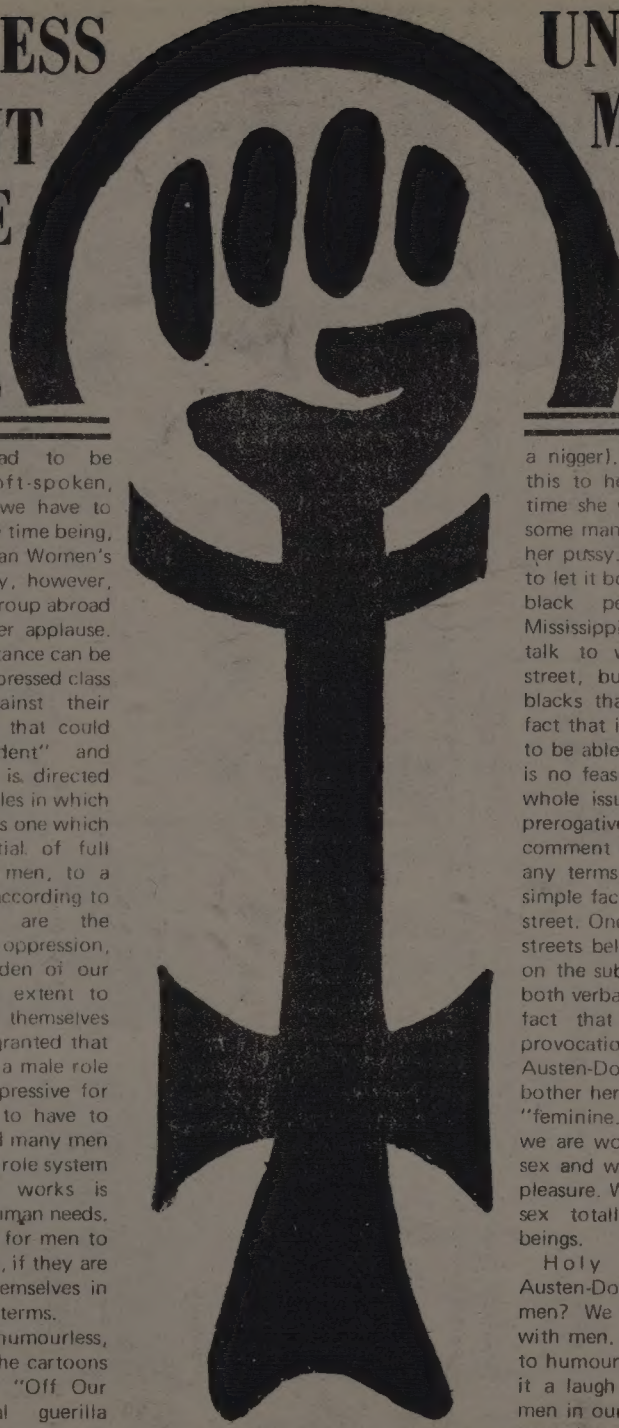 ESS
T
E
ad to be
oft-spoken,
we have to
time being,
an Women's
y, however,
roup abroad
er applause.
tance can be
pressed class
ainst their
that could
dent" and
is directed
les in which
s one which
tial of full
men, to a
according to
are the
oppression,
den of our
extent to
themselves
granted that
a male role
pressive for
to have to
d many men
role system
works is
uman needs.
for men to
, if they are
emselves in
terms.
humourless,
he cartoons
"Off Our
al guerilla
UN
M
a nigger).
this to he
time she
some man
her pussy.
to let it bo
black pe
Mississippi
talk to v
street, bu
blacks tha
fact that i
to be able
is no feas
whole issu
prerogative
comment
any terms
simple fac
street. One
streets bel
on the sub
both verba
fact that
provocatio
Austen-Do
bother her
"feminine.
we are wo
sex and w
pleasure. W
sex totall
beings.
Holy
Austen-Do
men? We
with men.
to humour
it a laugh
men in our